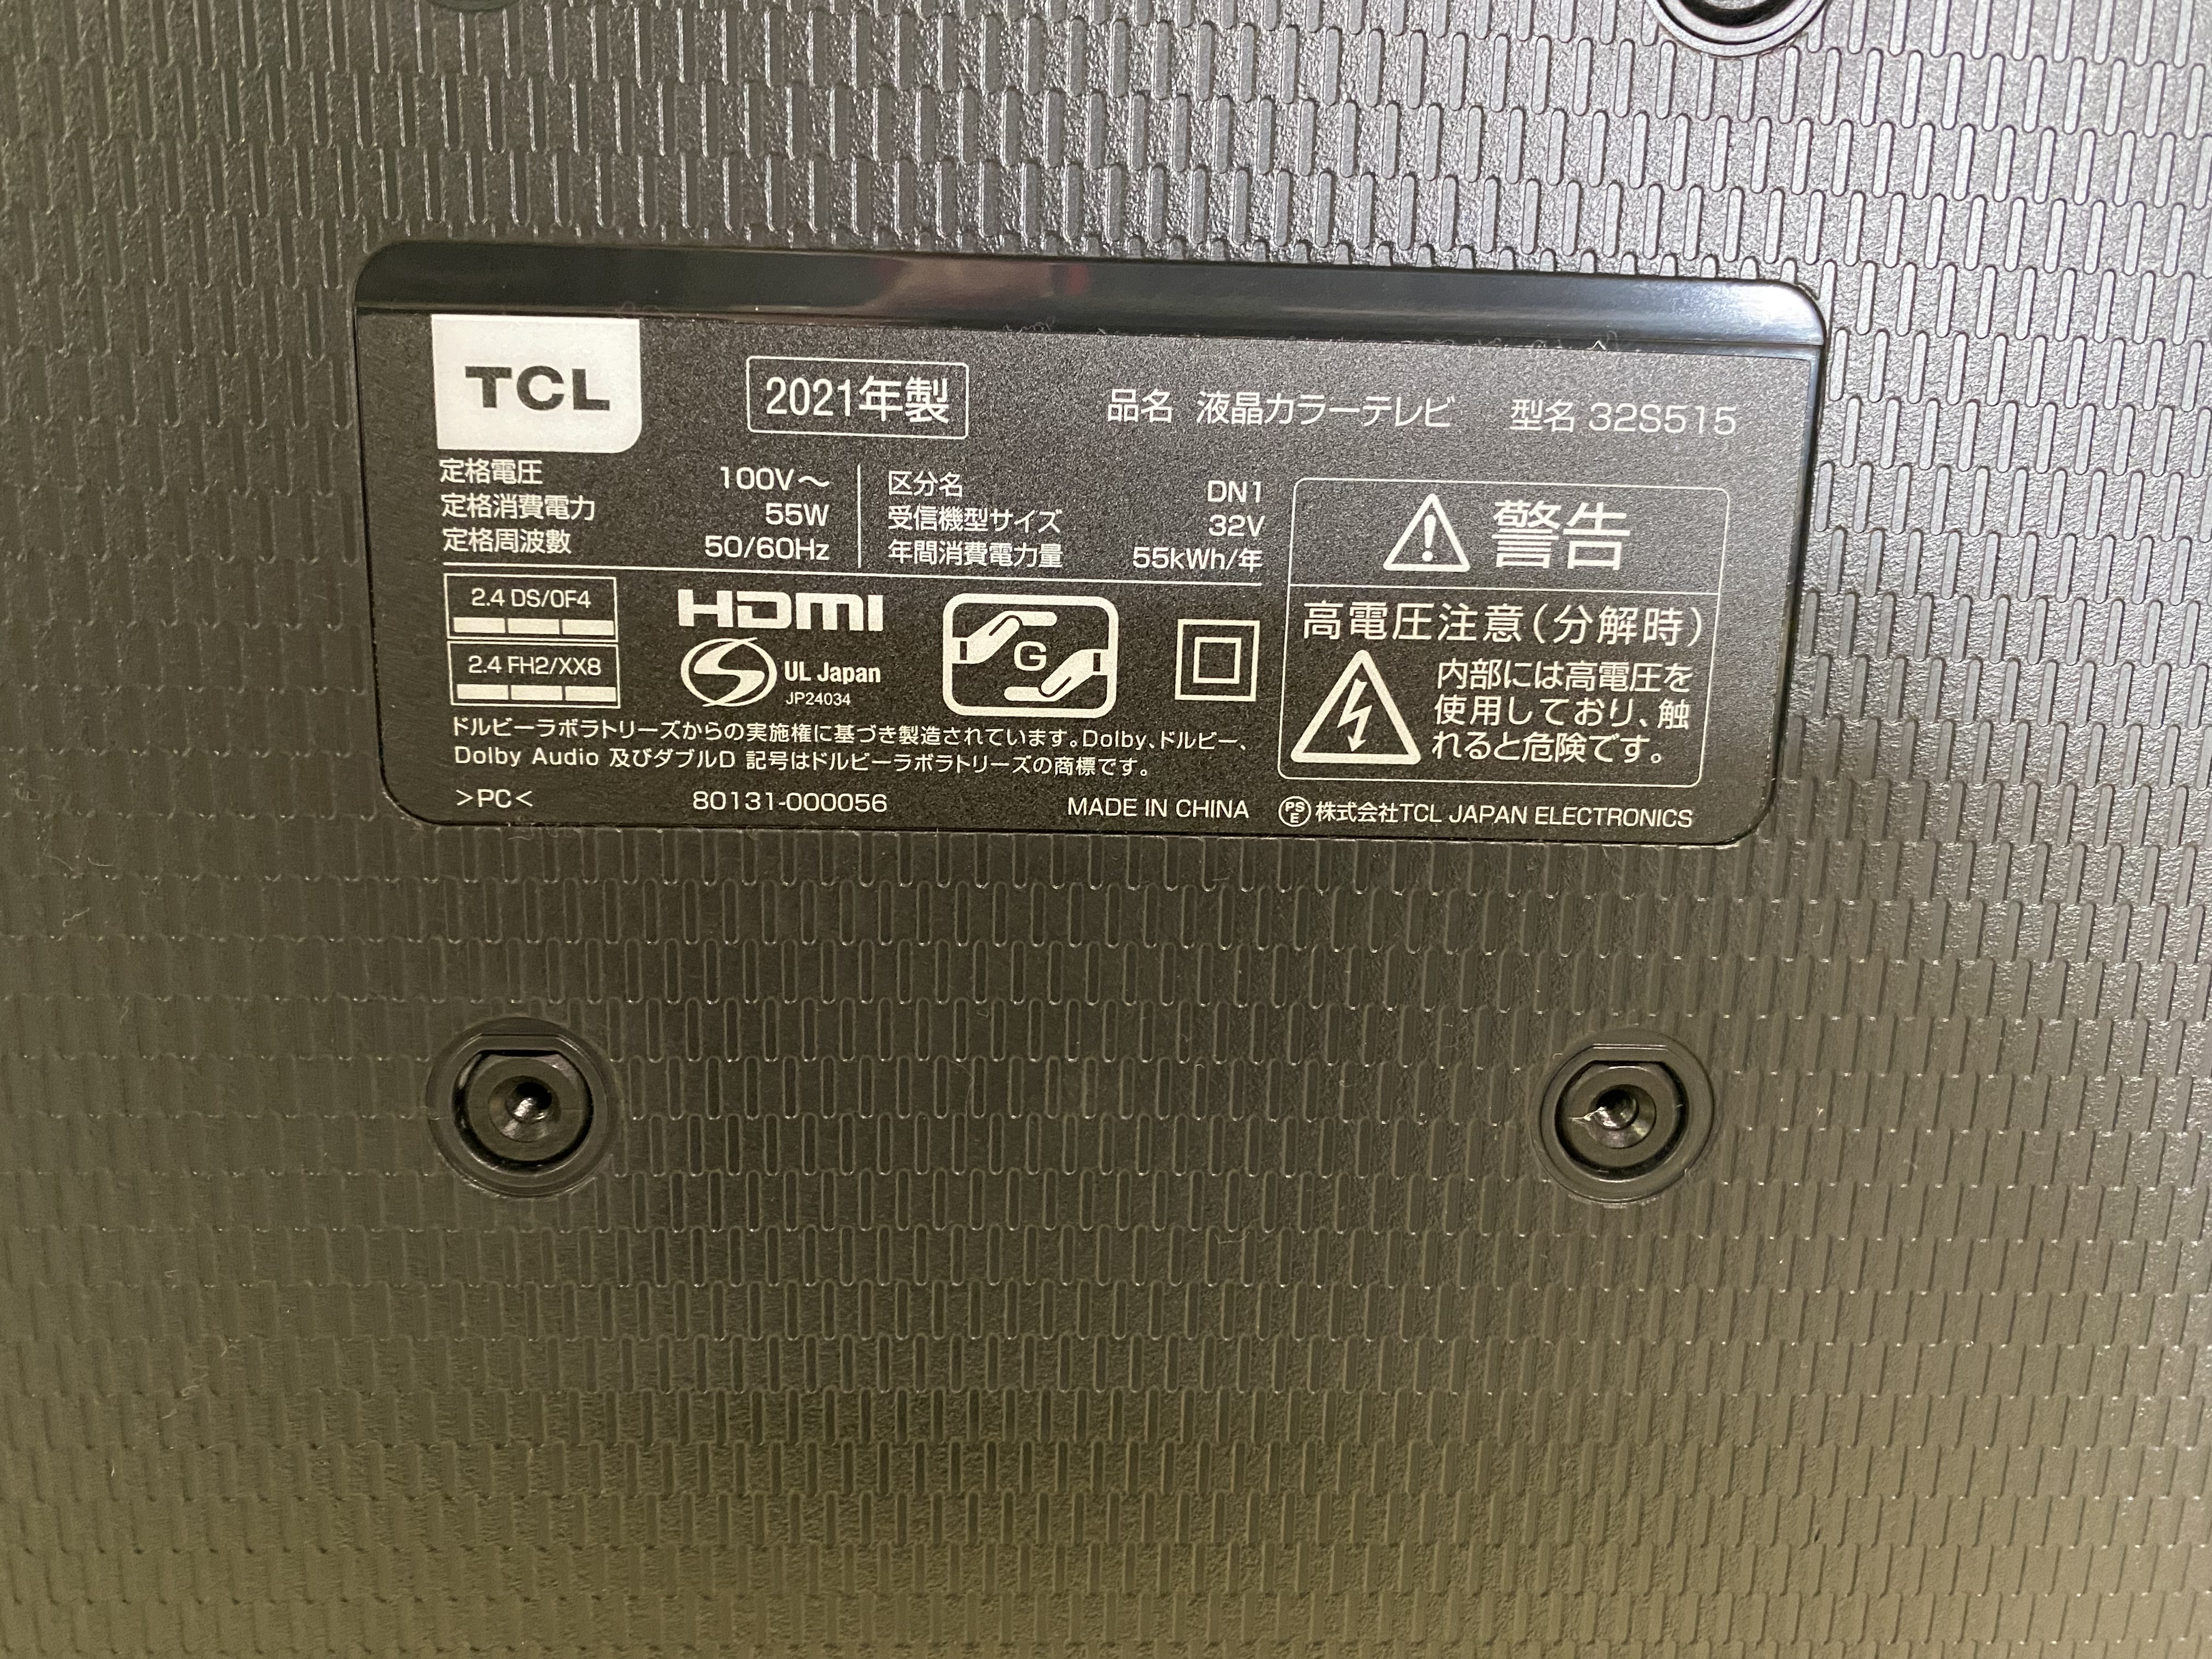 TCL
2021年製
品名 液晶カラーテレビ 型名 32S515
定格電圧 100V～
定格消費電力 55W
定格周波数 50/60Hz
区分名 DN1
受信機型サイズ 32V
年間消費電力量 55kWh/年
2.4 DS/OF4
2.4 FH2/XX8
HDMI
S UL Japan
JP24034
G
ドルビーラボラトリーズからの実施権に基づき製造されています。Dolby、ドルビー、
Dolby Audio 及びダブルD 記号はドルビーラボラトリーズの商標です。
>PC<
80131-000056
MADE IN CHINA
警告
高電圧注意(分解時)
内部には高電圧を
使用しており、触
れると危険です。
PSE 株式会社TCL JAPAN ELECTRONICS